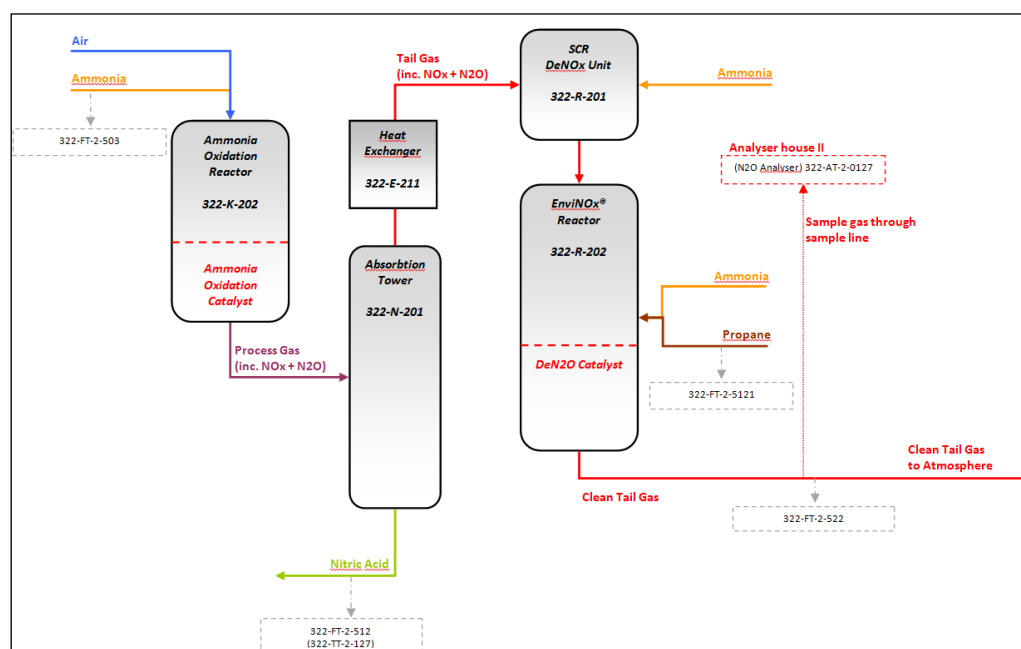 Air
Ammonia
322-FT-2-503
Ammonia
Oxidation
Reactor
322-K-202
Ammonia
Oxidation
Catalyst
Process Gas
(inc. NOx + N2O)
Tail Gas
(inc. NOx + N2O)
Heat
Exchanger
322-E-211
Absorbtion
Tower
322-N-201
Nitric Acid
322-FT-2-512
(322-TT-2-127)
SCR
DeNOx Unit
322-R-201
Ammonia
EnviNOx®
Reactor
322-R-202
DeN2O Catalyst
Ammonia
Propane
322-FT-2-5121
Analyser house II
(N2O Analyser) 322-AT-2-0127
Sample gas through
sample line
Clean Tail Gas
to Atmosphere
Clean Tail Gas
322-FT-2-522